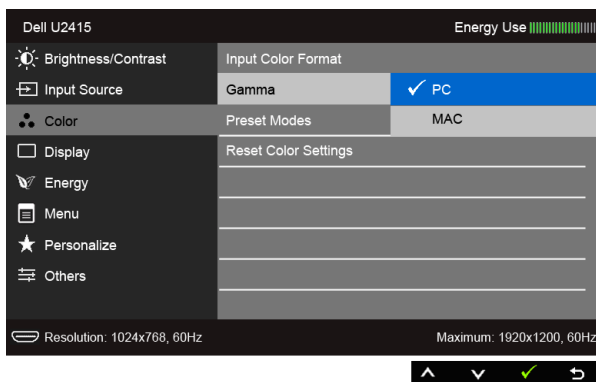 Dell U2415 Energy Use
Brightness/Contrast Input Color Format
Input Source Gamma PC
Color Preset Modes MAC
Display Reset Color Settings
Energy
Menu
Personalize
Others
Resolution: 1024x768, 60Hz Maximum: 1920x1200, 60Hz